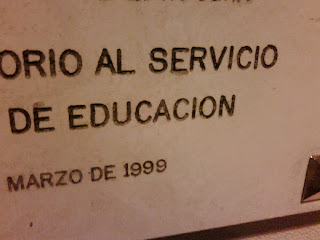 ORIO AL SERVICIO
DE EDUCACION
MARZO DE 1999